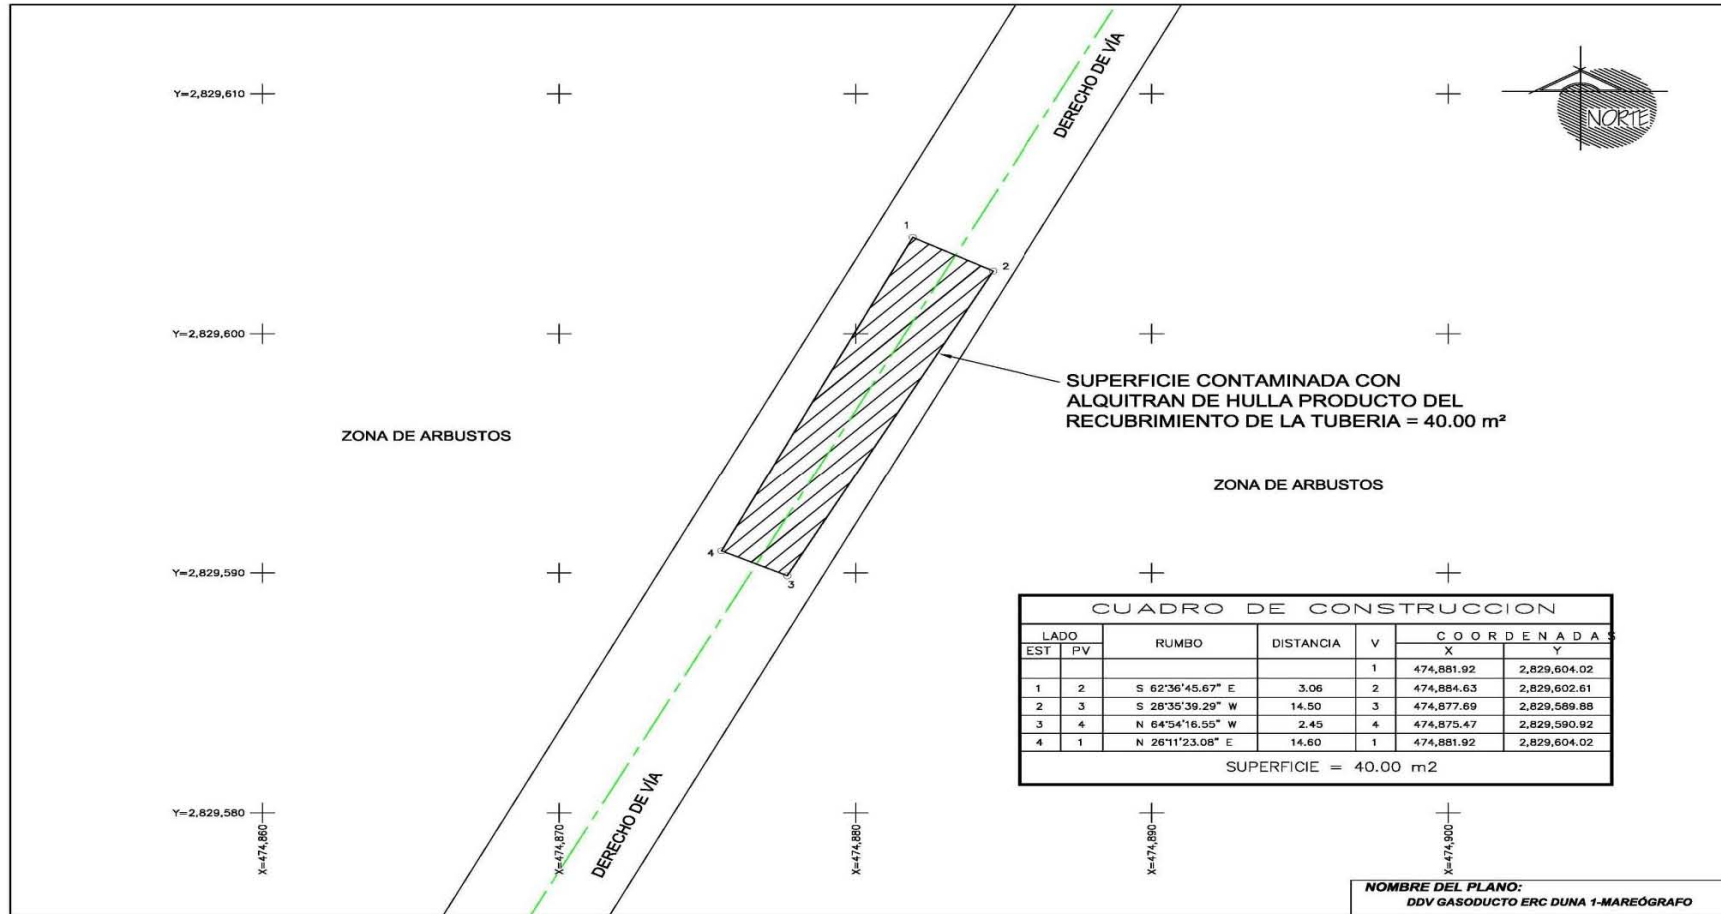 DERECHO DE VÍA
NORTE
Y=2,829,610
1
2
Y=2,829,600
SUPERFICIE CONTAMINADA CON
ALQUITRAN DE HULLA PRODUCTO DEL
RECUBRIMIENTO DE LA TUBERIA = 40.00 m²
ZONA DE ARBUSTOS
ZONA DE ARBUSTOS
4
3
Y=2,829,590
CUADRO DE CONSTRUCCION
LADO RUMBO DISTANCIA V COORDENADAS
EST PV X Y
1 474,881.92 2,829,604.02
1 2 S 62°36'45.67" E 3.06 2 474,884.63 2,829,602.61
2 3 S 28°35'39.29" W 14.50 3 474,877.69 2,829,589.88
3 4 N 64°54'16.55" W 2.45 4 474,875.47 2,829,590.92
4 1 N 26°11'23.08" E 14.60 1 474,881.92 2,829,604.02
SUPERFICIE = 40.00 m2
Y=2,829,580
DERECHO DE VÍA
X=474,860
X=474,870
X=474,880
X=474,890
X=474,900
NOMBRE DEL PLANO:
DDV GASODUCTO ERC DUNA 1-MAREÓGRAFO